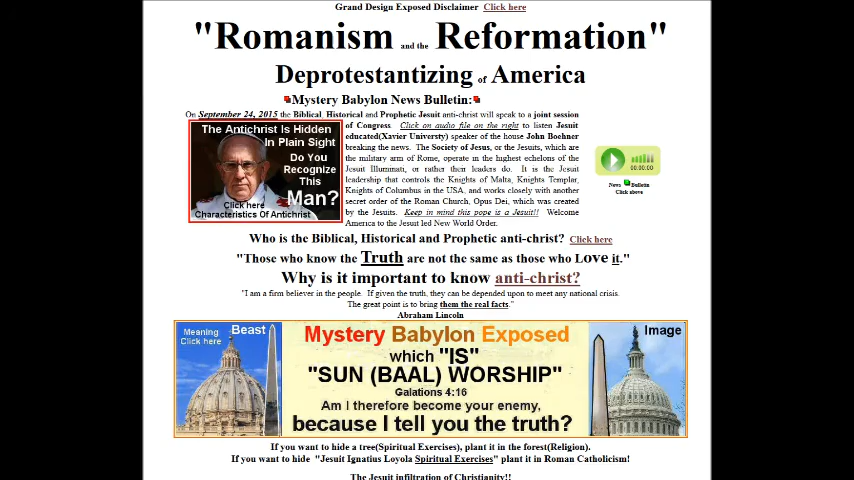 Grand Design Exposed Disclaimer Click here
"Romanism and the Reformation"
Deprotestantizing of America
Mystery Babylon News Bulletin:
On September 24, 2015 the Biblical, Historical and Prophetic Jesuit anti-christ will speak to a joint session
of Congress. Click on audio file on the right to listen Jesuit
educated(Xavier Universty) speaker of the house John Boehner
breaking the news. The Society of Jesus, or the Jesuits, which are
the military arm of Rome, operate in the highest echelons of the
Jesuit Illuminati, or rather their leaders do. It is the Jesuit
leadership that controls the Knights of Malta, Knights Templar,
Knights of Columbus in the USA, and works closely with another
secret order of the Roman Church, Opus Dei, which was created
by the Jesuits. Keep in mind this pope is a Jesuit!! Welcome
America to the Jesuit led New World Order.
The Antichrist Is Hidden
In Plain Sight
Do You
Recognize
This
Man?
Click here
Characteristics Of Antichrist
00:00:00
News Bulletin
Click above
Who is the Biblical, Historical and Prophetic anti-christ? Click here
"Those who know the Truth are not the same as those who Love it."
Why is it important to know anti-christ?
"I am a firm believer in the people. If given the truth, they can be depended upon to meet any national crisis.
The great point is to bring them the real facts."
Abraham Lincoln
Meaning
Click here
Beast
Mystery Babylon Exposed
which "IS"
"SUN (BAAL) WORSHIP"
Galations 4:16
Am I therefore become your enemy,
because I tell you the truth?
Image
If you want to hide a tree(Spiritual Exercises), plant it in the forest(Religion).
If you want to hide "Jesuit Ignatius Loyola Spiritual Exercises" plant it in Roman Catholicism!
The Jesuit infiltration of Christianity!!